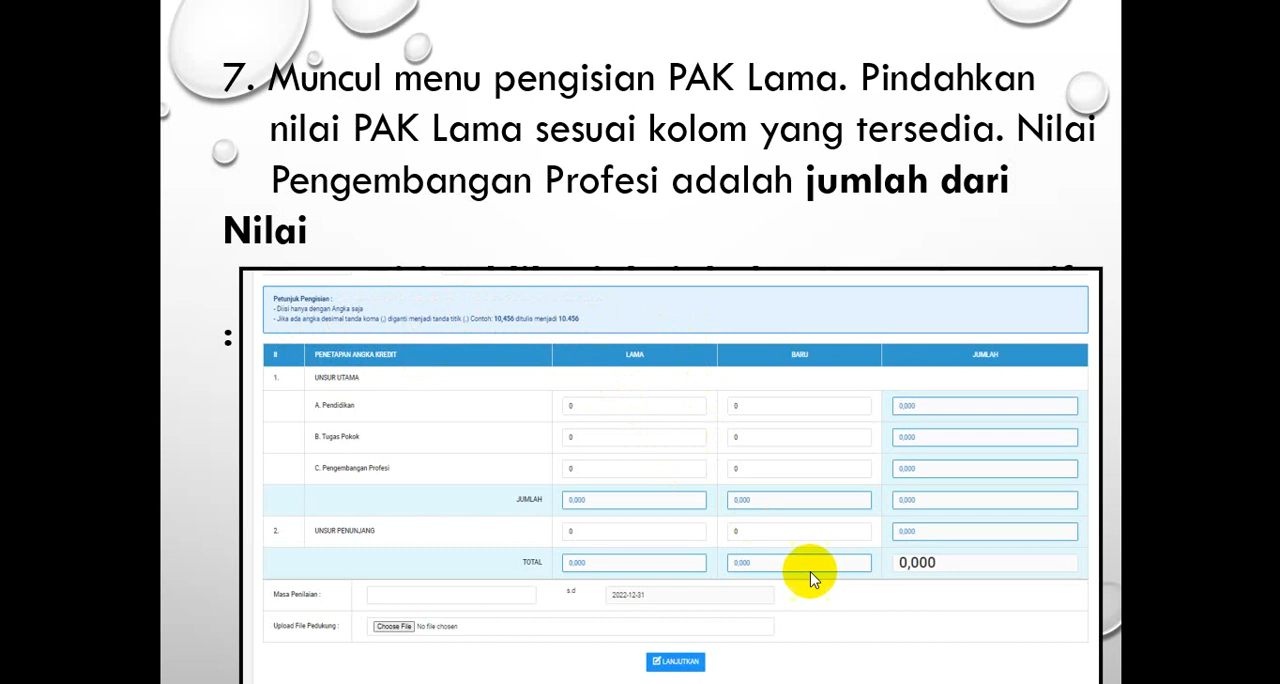 7. Muncul menu pengisian PAK Lama. Pindahkan
nilai PAK Lama sesuai kolom yang tersedia. Nilai
Pengembangan Profesi adalah jumlah dari
Nilai
:
Petunjuk Pengisian :
- Diisi hanya dengan Angka saja
- Jika ada angka desimal tanda koma (,) diganti menjadi tanda titik (.) Contoh: 10,456 ditulis menjadi 10.456
II PENETAPAN ANGKA KREDIT LAMA BARU JUMLAH
1. UNSUR UTAMA
A. Pendidikan 0 0 0,000
B. Tugas Pokok 0 0 0,000
C. Pengembangan Profesi 0 0 0,000
JUMLAH 0,000 0,000 0,000
2. UNSUR PENUNJANG 0 0 0,000
TOTAL 0,000 0,000 0,000
Masa Penilaian : s.d 2022-12-31
Upload File Pedukung : Choose File No file chosen
LANJUTKAN